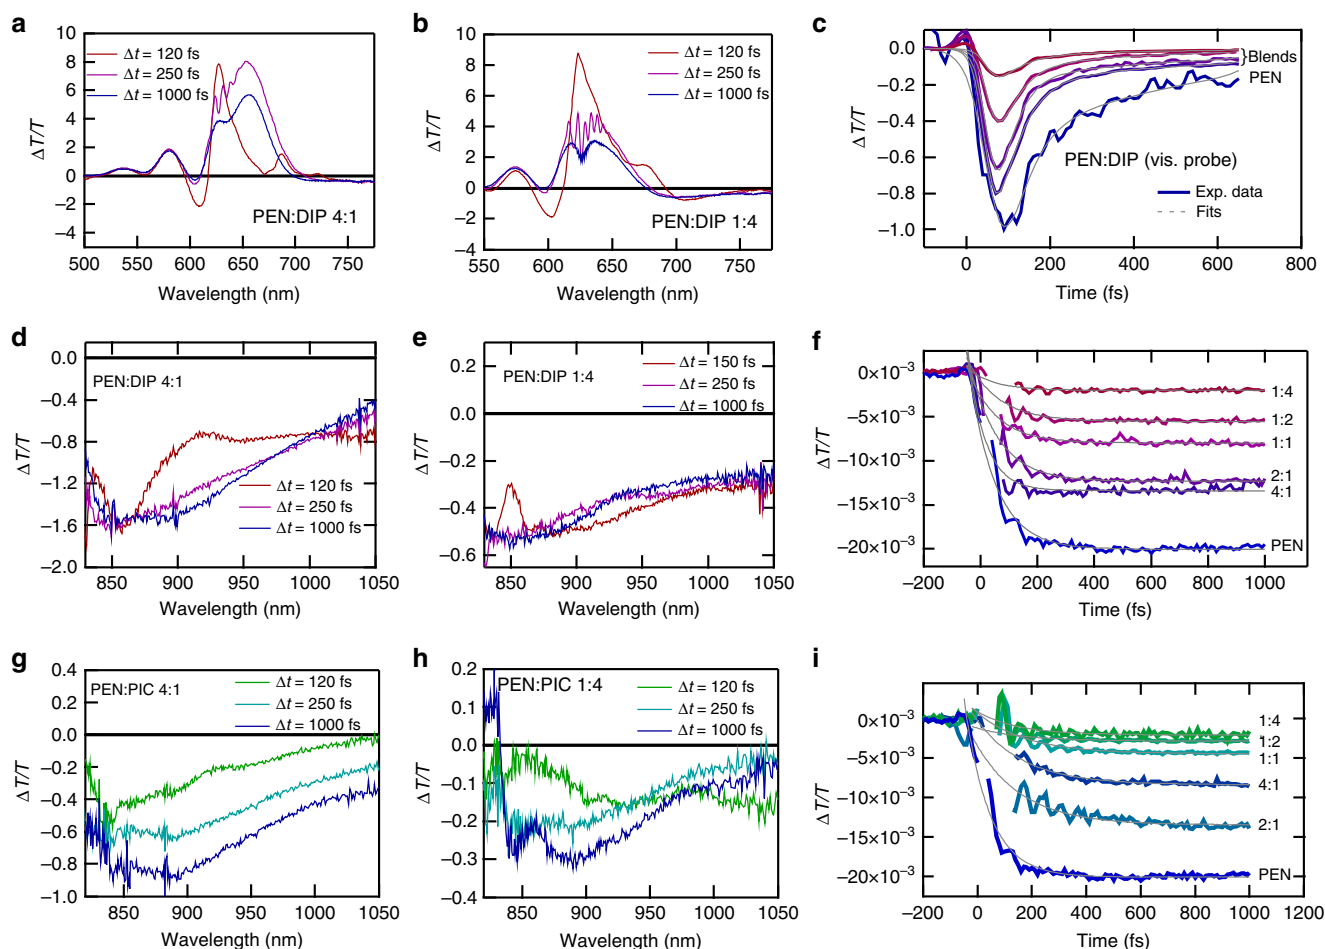 a
10
8
6
4
2
0
−2
−4
ΔT/T
Δt = 120 fs
Δt = 250 fs
Δt = 1000 fs
PEN:DIP 4:1
500 550 600 650 700 750
Wavelength (nm)
b
10
8
6
4
2
0
−2
−4
ΔT/T
Δt = 120 fs
Δt = 250 fs
Δt = 1000 fs
PEN:DIP 1:4
550 600 650 700 750
Wavelength (nm)
c
0.0
−0.2
−0.4
−0.6
−0.8
−1.0
ΔT/T
}Blends
PEN
PEN:DIP (vis. probe)
Exp. data
Fits
0 200 400 600 800
Time (fs)
d
0.0
−0.4
−0.8
−1.2
−1.6
−2.0
ΔT/T
PEN:DIP 4:1
Δt = 120 fs
Δt = 250 fs
Δt = 1000 fs
850 900 950 1000 1050
Wavelength (nm)
e
0.2
0.0
−0.2
−0.4
−0.6
ΔT/T
Δt = 150 fs
Δt = 250 fs
Δt = 1000 fs
PEN:DIP 1:4
850 900 950 1000 1050
Wavelength (nm)
f
0×10⁻³
−5×10⁻³
−10×10⁻³
−15×10⁻³
−20×10⁻³
ΔT/T
1:4
1:2
1:1
2:1
4:1
PEN
−200 0 200 400 600 800 1000
Time (fs)
g
0.4
0.2
0.0
−0.2
−0.4
−0.6
−0.8
−1.0
ΔT/T
PEN:PIC 4:1
Δt = 120 fs
Δt = 250 fs
Δt = 1000 fs
850 900 950 1000 1050
Wavelength (nm)
h
0.2
0.1
0.0
−0.1
−0.2
−0.3
−0.4
ΔT/T
PEN:PIC 1:4
Δt = 120 fs
Δt = 250 fs
Δt = 1000 fs
850 900 950 1000 1050
Wavelength (nm)
i
0×10⁻³
−5×10⁻³
−10×10⁻³
−15×10⁻³
−20×10⁻³
ΔT/T
1:4
1:2
1:1
4:1
2:1
PEN
−200 0 200 400 600 800 1000 1200
Time (fs)